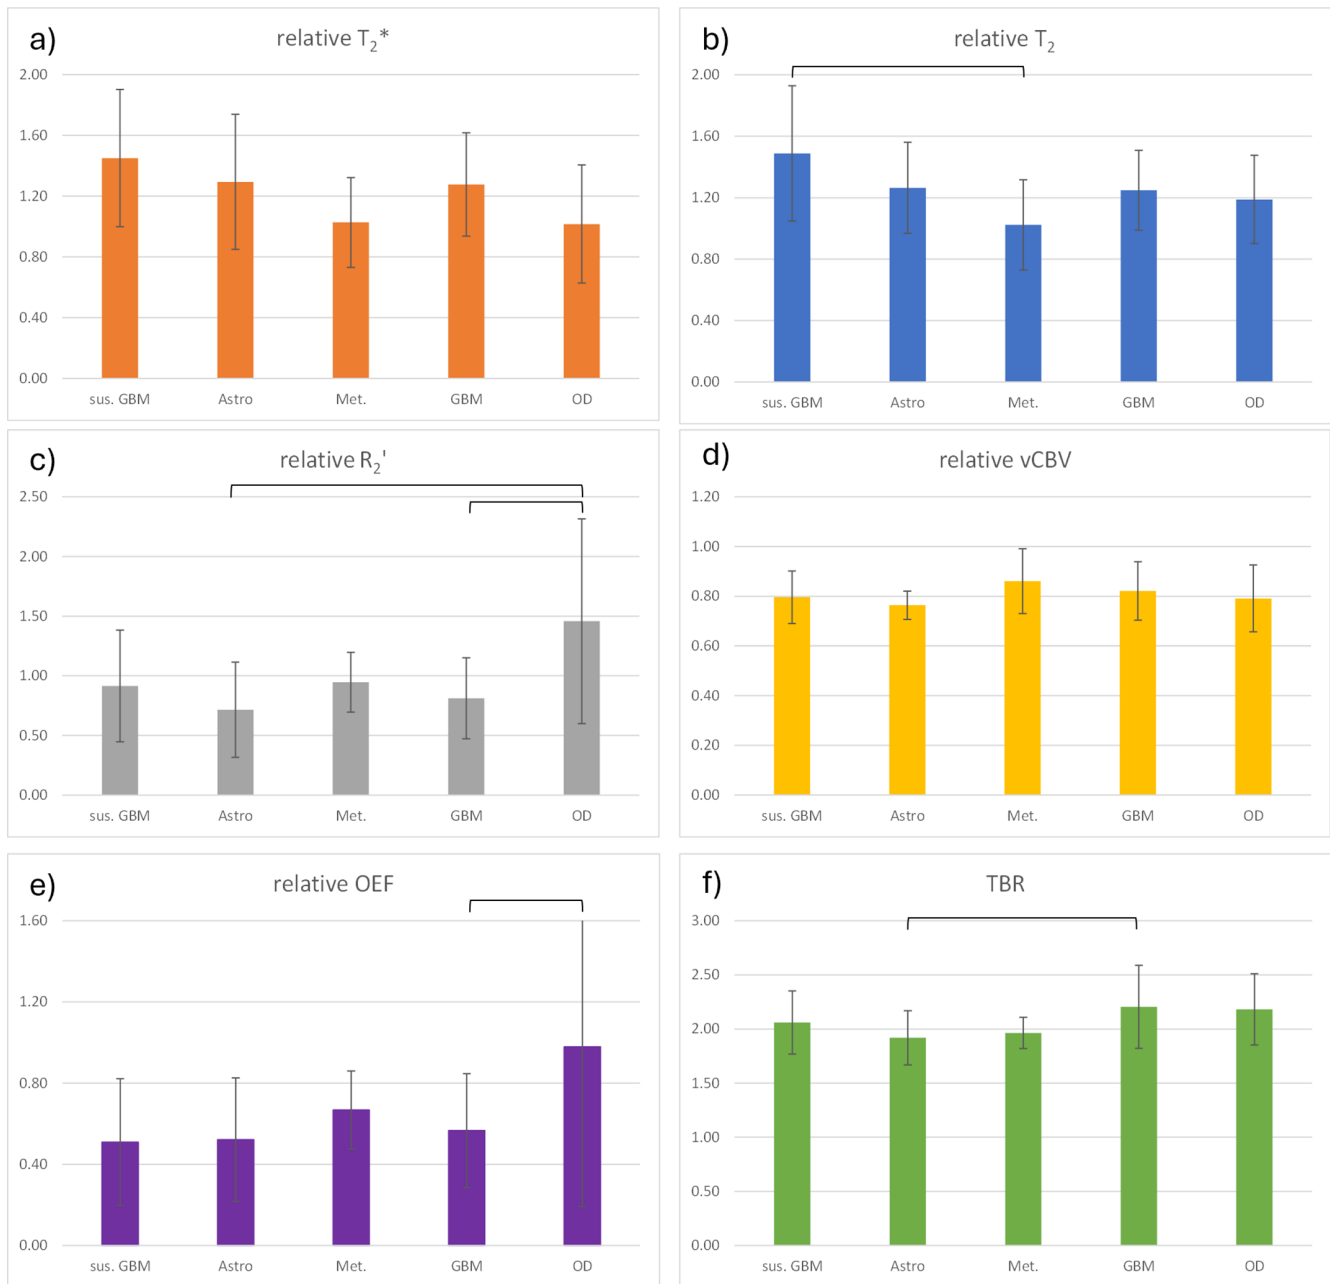 a)
relative T₂*
2.00
1.60
1.20
0.80
0.40
0.00
sus. GBM Astro Met. GBM OD
b)
relative T₂
2.00
1.60
1.20
0.80
0.40
0.00
sus. GBM Astro Met. GBM OD
c)
relative R₂'
2.50
2.00
1.50
1.00
0.50
0.00
sus. GBM Astro Met. GBM OD
d)
relative vCBV
1.20
1.00
0.80
0.60
0.40
0.20
0.00
sus. GBM Astro Met. GBM OD
e)
relative OEF
1.60
1.20
0.80
0.40
0.00
sus. GBM Astro Met. GBM OD
f)
TBR
3.00
2.50
2.00
1.50
1.00
0.50
0.00
sus. GBM Astro Met. GBM OD